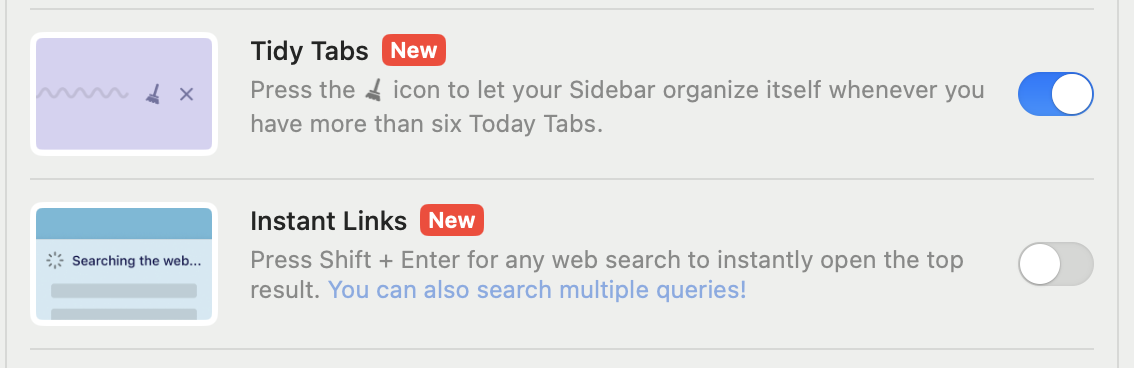 Tidy Tabs New
Press the icon to let your Sidebar organize itself whenever you
have more than six Today Tabs.
Searching the web...
Instant Links New
Press Shift + Enter for any web search to instantly open the top
result. You can also search multiple queries!